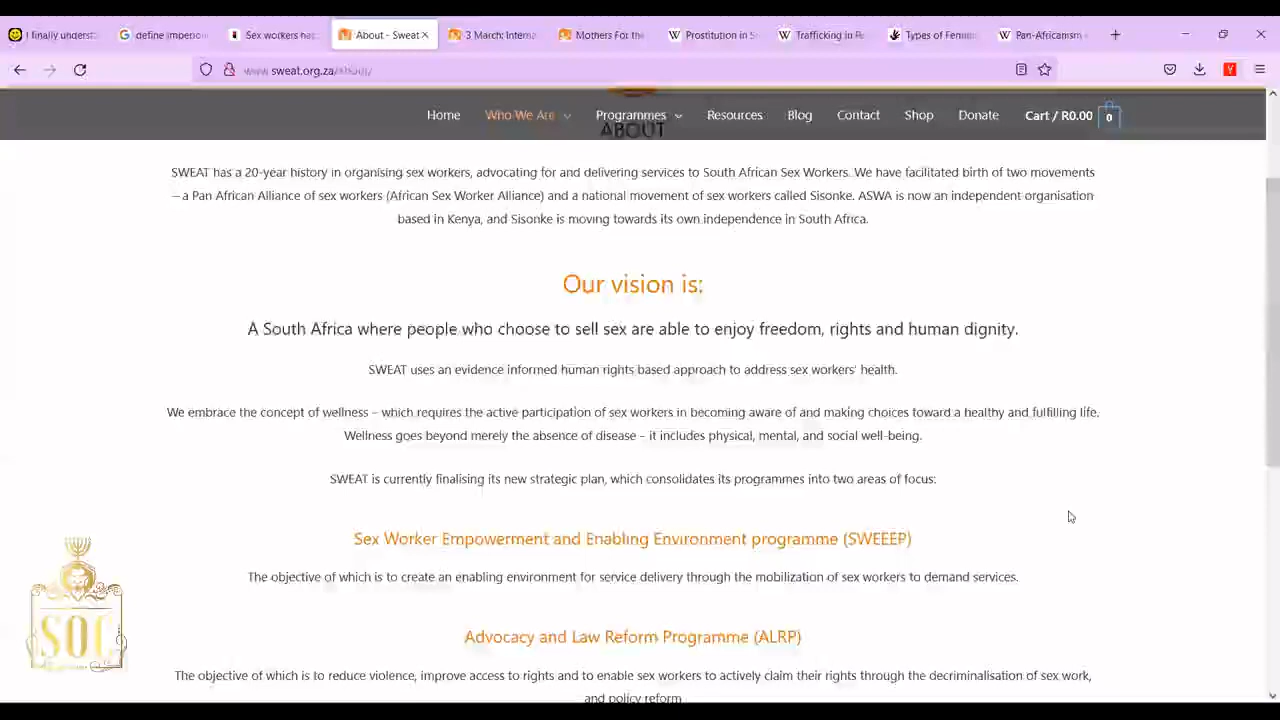 I finally underst
define imperion
Sex workers ha
About - Sweat
3 March: Interna
Mothers For the
Prostitution in S
Trafficking in Pe
Types of Femin
Pan-Africanism -
www.sweat.org.za/about/
Home Who We Are Programmes Resources Blog Contact Shop Donate Cart / R0.00 0
ABOUT
SWEAT has a 20-year history in organising sex workers, advocating for and delivering services to South African Sex Workers. We have facilitated birth of two movements
– a Pan African Alliance of sex workers (African Sex Worker Alliance) and a national movement of sex workers called Sisonke. ASWA is now an independent organisation
based in Kenya, and Sisonke is moving towards its own independence in South Africa.
Our vision is:
A South Africa where people who choose to sell sex are able to enjoy freedom, rights and human dignity.
SWEAT uses an evidence informed human rights based approach to address sex workers' health.
We embrace the concept of wellness – which requires the active participation of sex workers in becoming aware of and making choices toward a healthy and fulfilling life.
Wellness goes beyond merely the absence of disease – it includes physical, mental, and social well-being.
SWEAT is currently finalising its new strategic plan, which consolidates its programmes into two areas of focus:
Sex Worker Empowerment and Enabling Environment programme (SWEEEP)
The objective of which is to create an enabling environment for service delivery through the mobilization of sex workers to demand services.
SOC
Advocacy and Law Reform Programme (ALRP)
The objective of which is to reduce violence, improve access to rights and to enable sex workers to actively claim their rights through the decriminalisation of sex work,
and policy reform